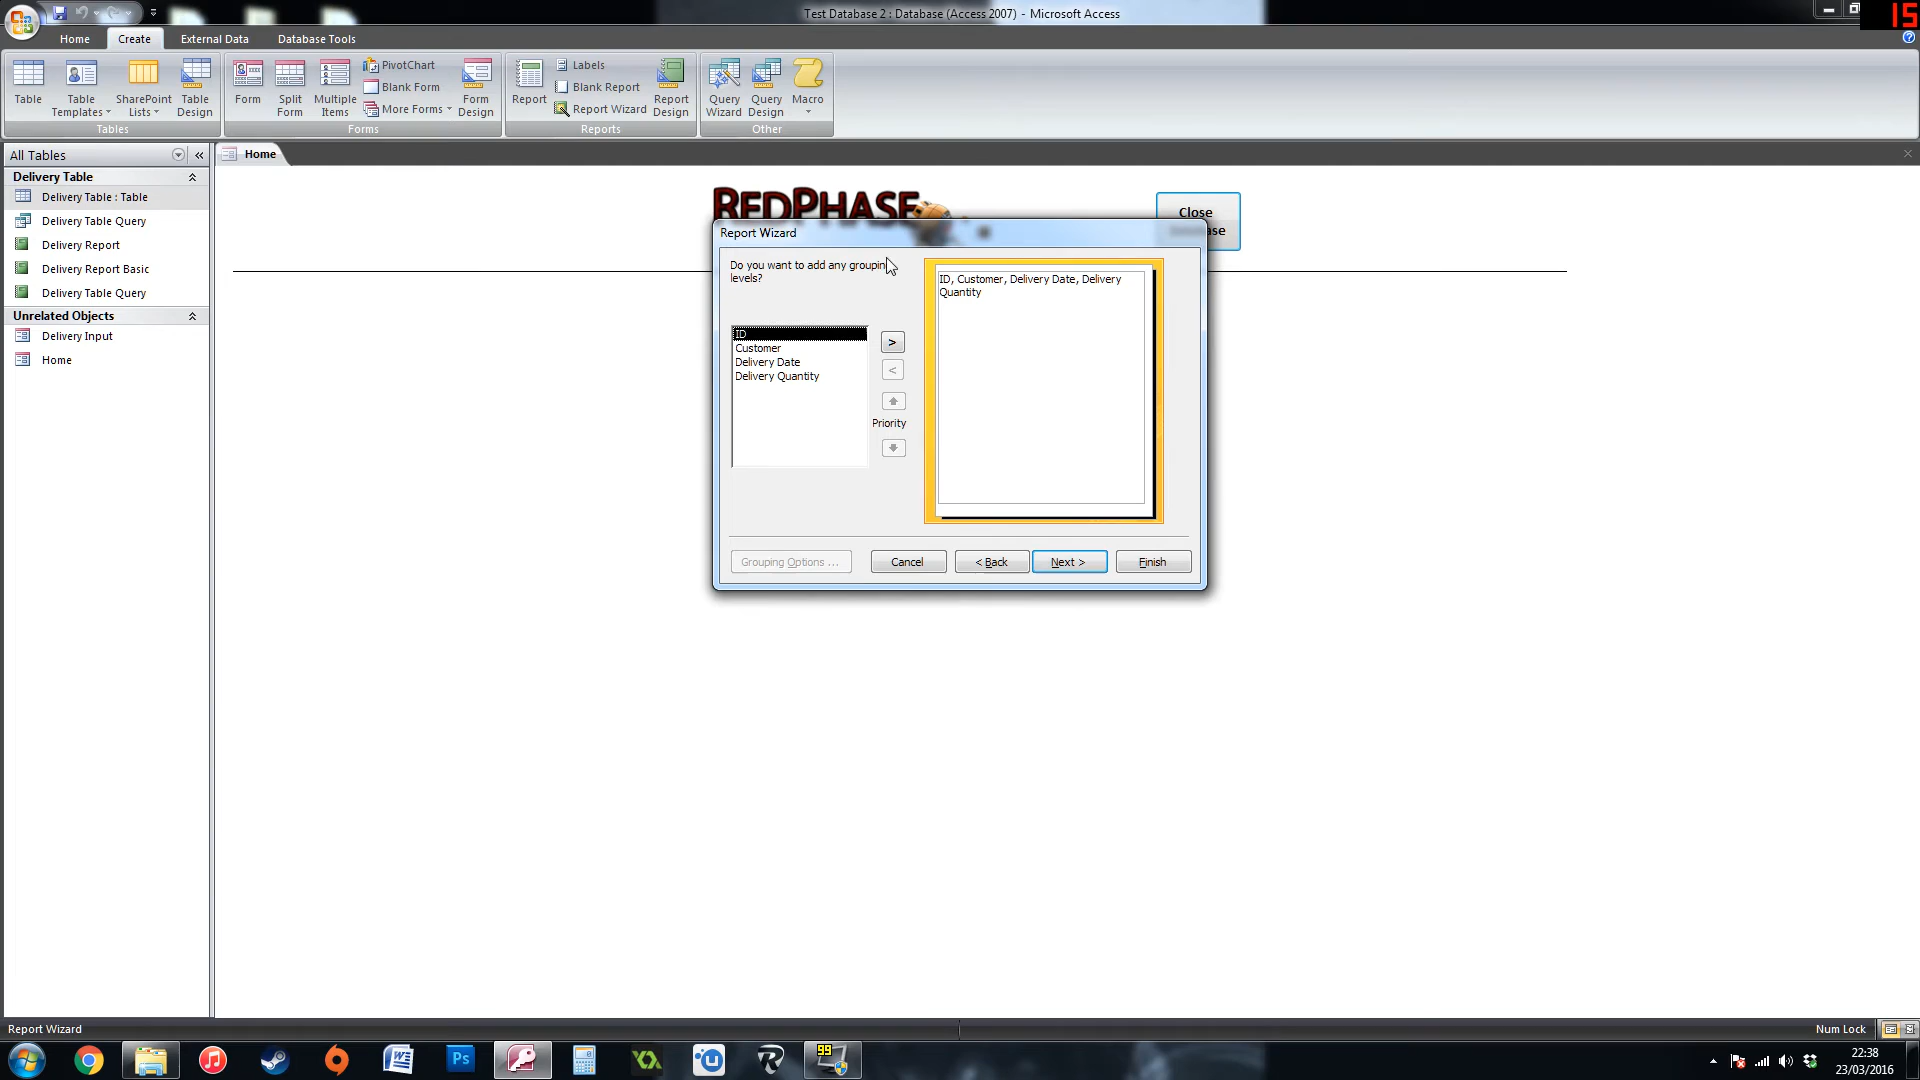 Test Database 2 : Database (Access 2007) - Microsoft Access
15
Home
Create
External Data
Database Tools
Table
Table
Templates
SharePoint
Lists
Table
Design
Tables
Form
Split
Form
Multiple
Items
PivotChart
Blank Form
More Forms
Form
Design
Forms
Report
Labels
Blank Report
Report Wizard
Report
Design
Reports
Query
Wizard
Query
Design
Macro
Other
All Tables
Home
Delivery Table
Delivery Table : Table
Delivery Table Query
Delivery Report
Delivery Report Basic
Delivery Table Query
Unrelated Objects
Delivery Input
Home
REDPHASE
Close
Report Wizard
Do you want to add any grouping
levels?
ID
Customer
Delivery Date
Delivery Quantity
>
<
Priority
ID, Customer, Delivery Date, Delivery
Quantity
Grouping Options ...
Cancel
< Back
Next >
Finish
Report Wizard
Num Lock
99
22:38
23/03/2016